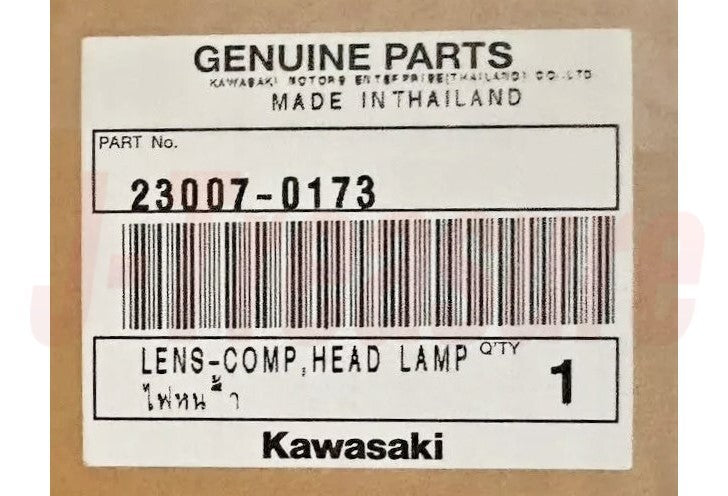 GENUINE PARTS
KAWASAKI MOTORS ENTERPRISE(THAILAND) CO.,LTD
MADE IN THAILAND
PART No.
23007-0173
LENS-COMP,HEAD LAMP Q'TY 1
ไฟหน้า
Kawasaki